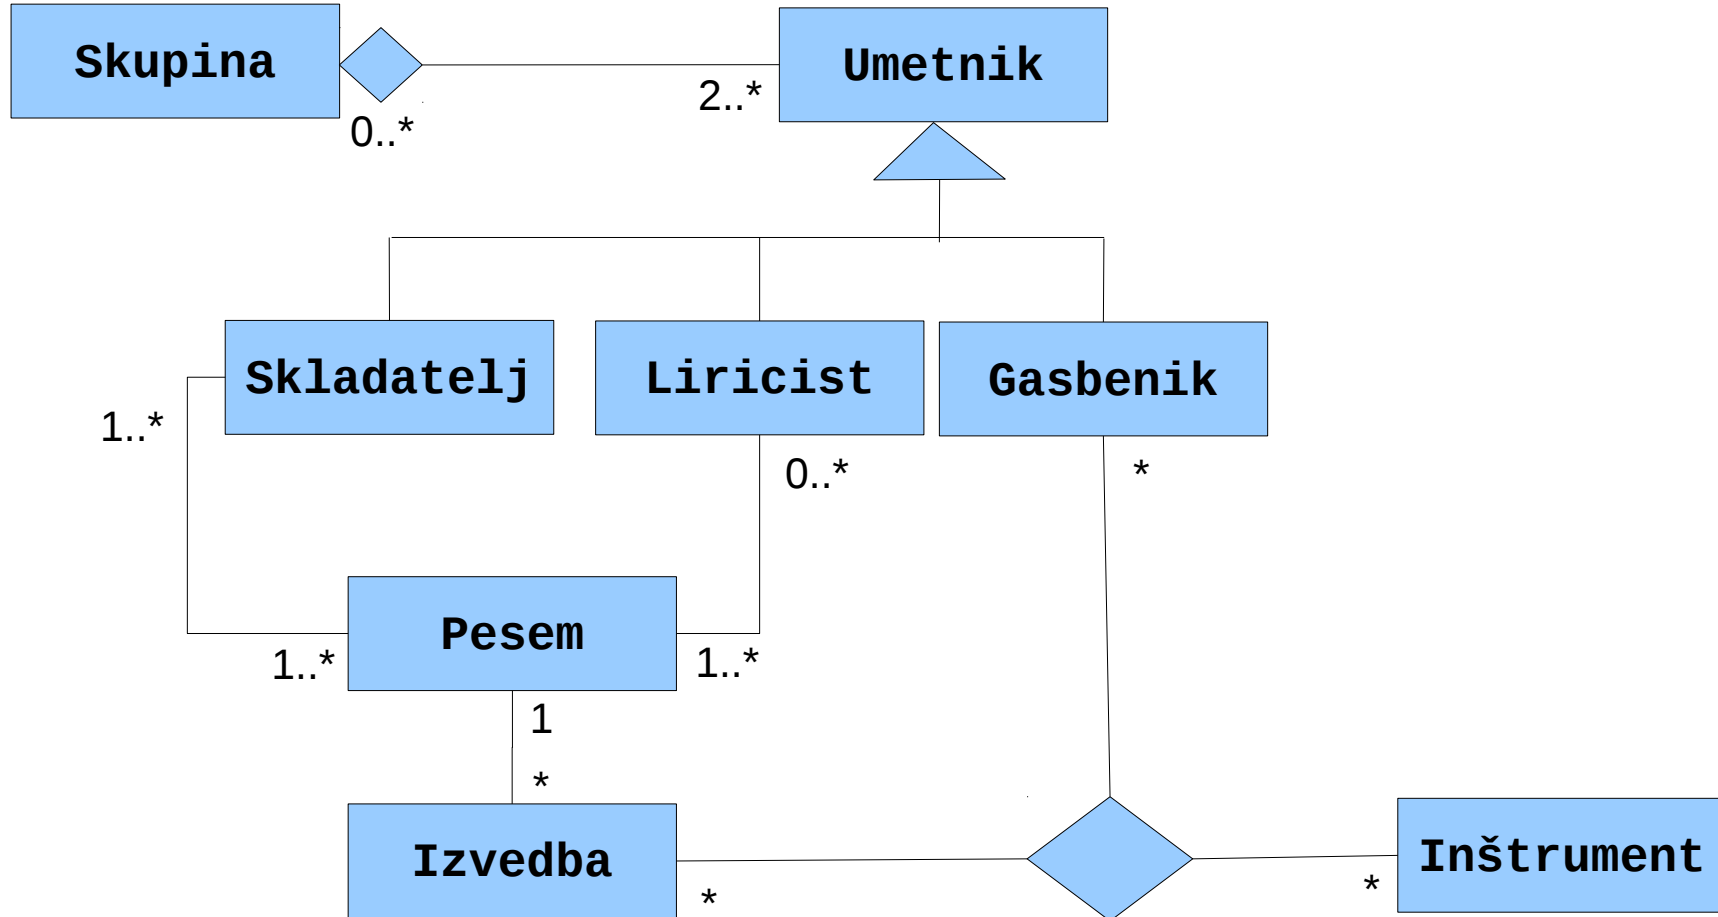 Skupina
Umetnik
2..*
0..*
Skladatelj
Liricist
Gasbenik
1..*
0..*
*
Pesem
1..*
1..*
1
*
Izvedba
Inštrument
*
*